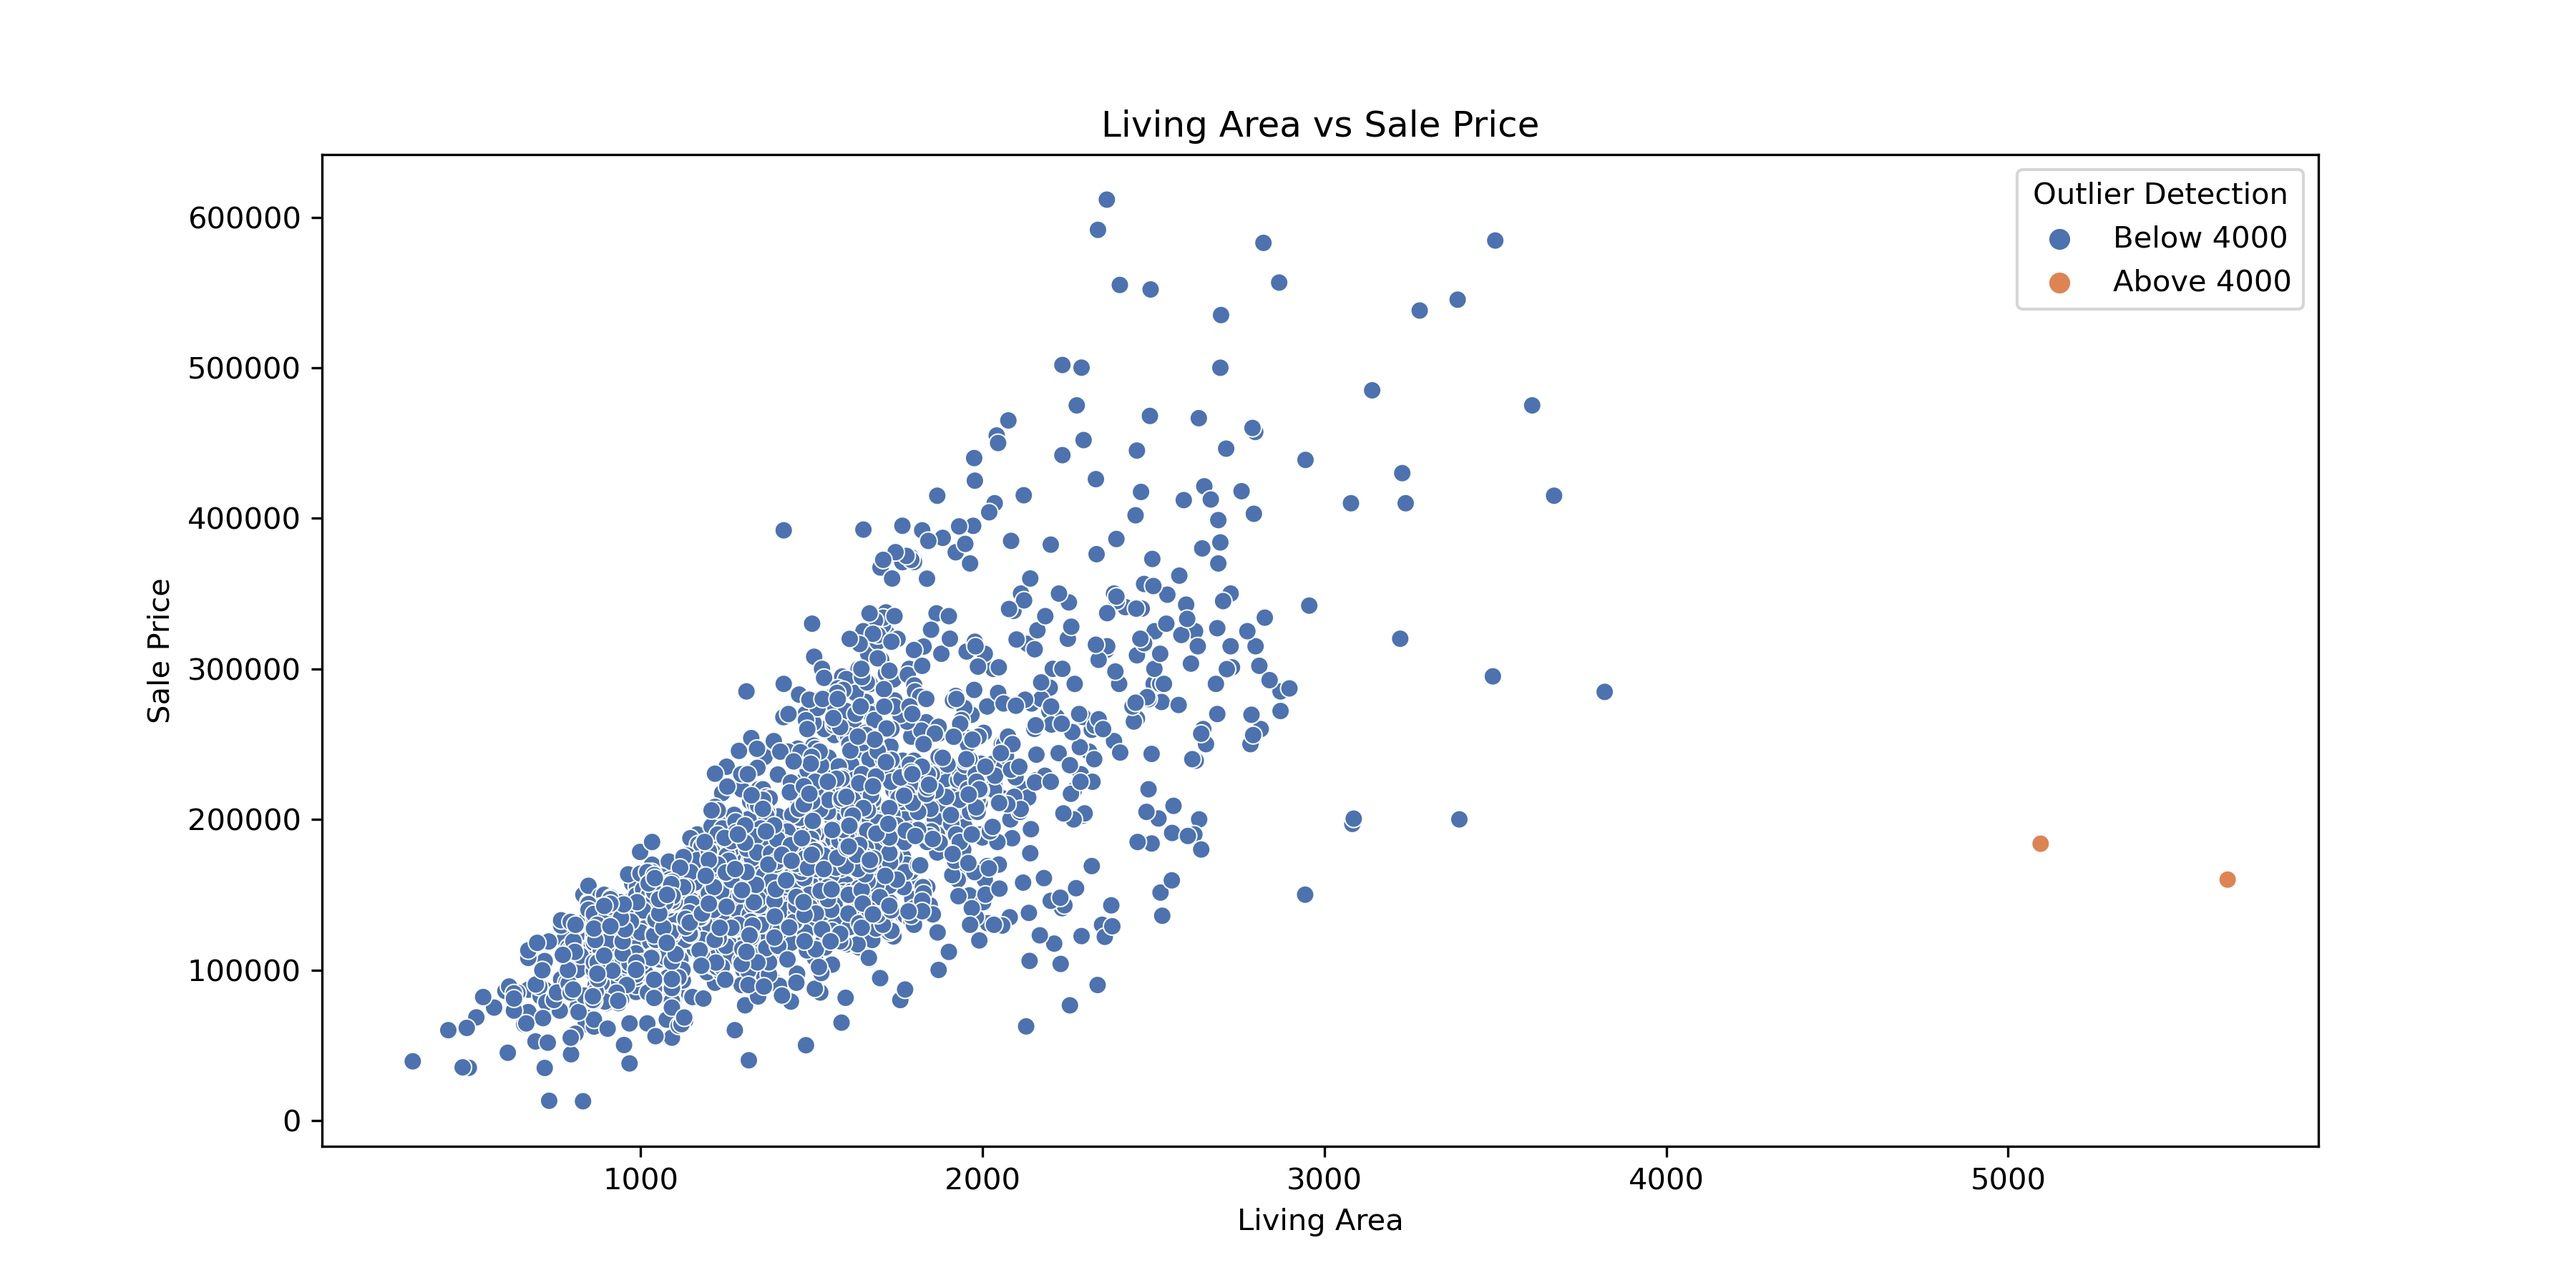 Living Area vs Sale Price
Outlier Detection
Below 4000
Above 4000
600000
500000
400000
300000
200000
100000
0
Sale Price
1000 2000 3000 4000 5000
Living Area